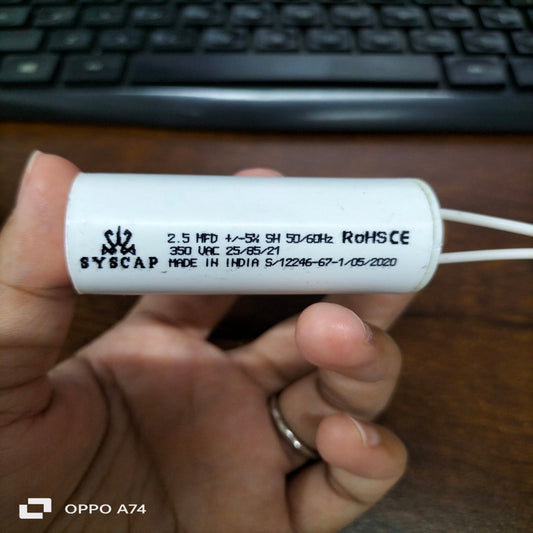 2.5 MFD +/-5% SH 50/60Hz RoHS CE
350 VAC 25/85/21
SYSCAP MADE IN INDIA S/12246-67-1/05/2020
OPPO A74